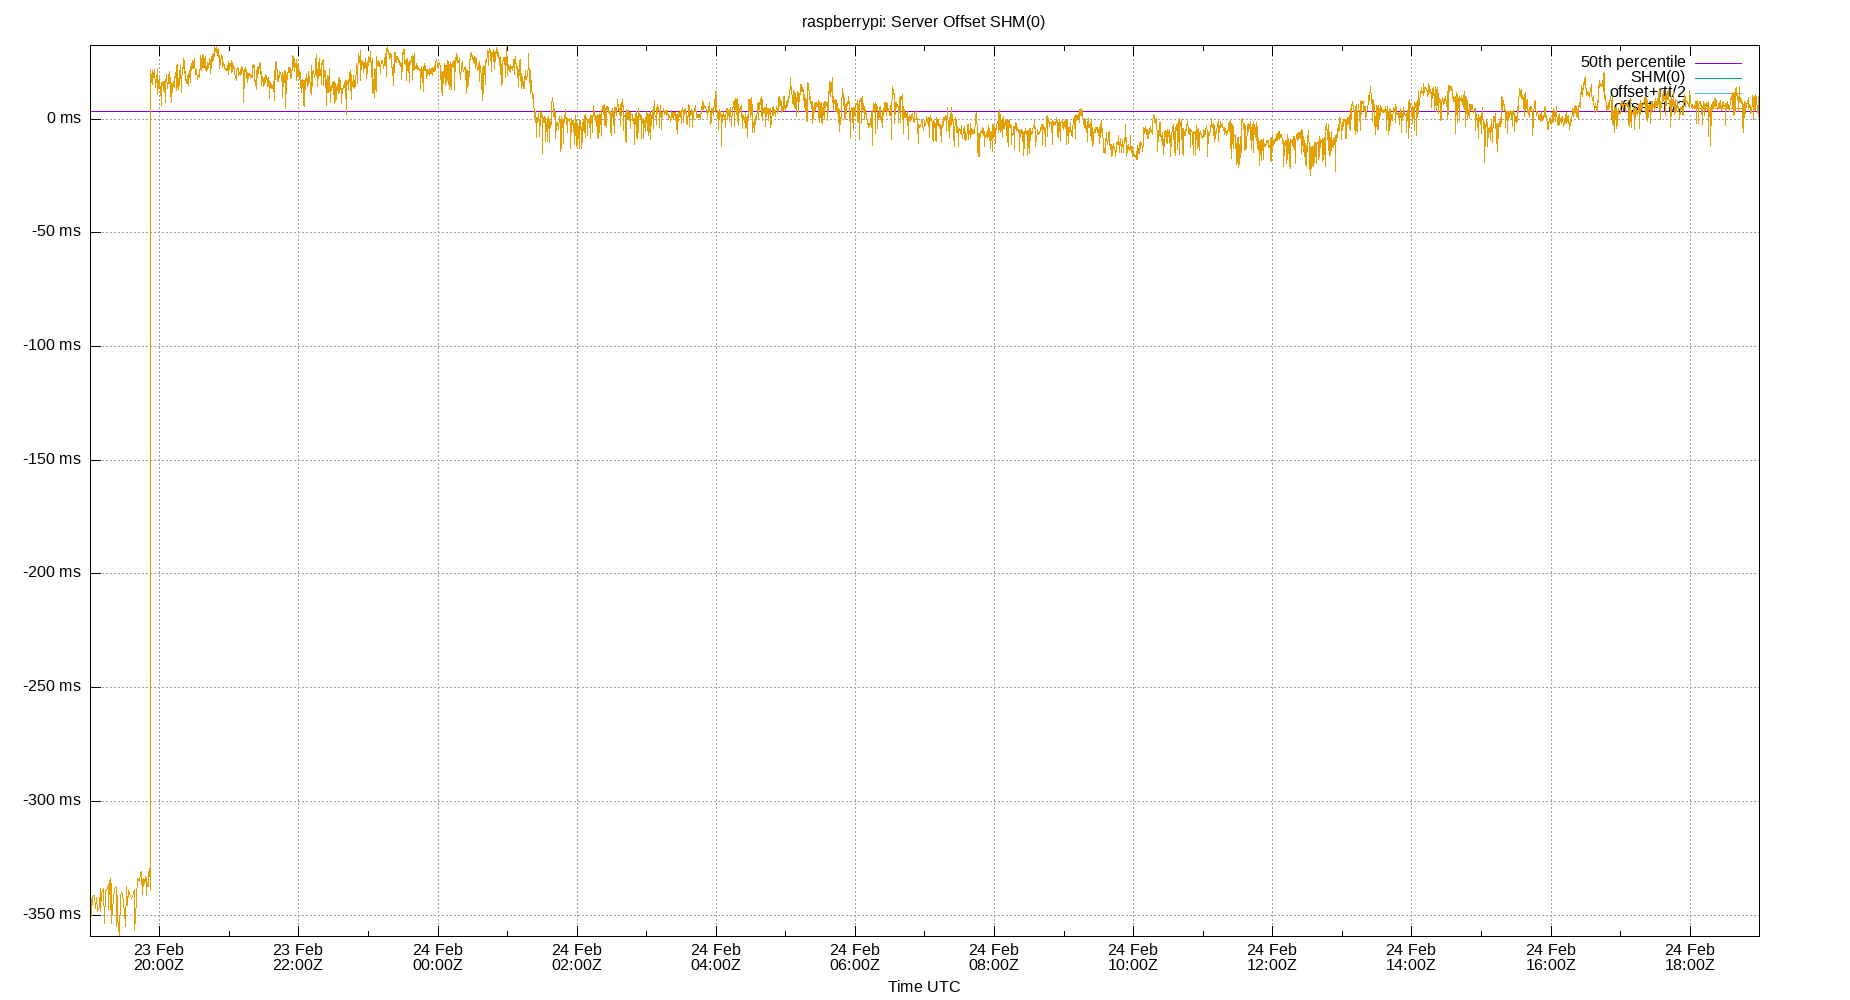 raspberrypi: Server Offset SHM(0)
50th percentile
SHM(0)
offset+rtt/2
0 ms
-50 ms
-100 ms
-150 ms
-200 ms
-250 ms
-300 ms
-350 ms
23 Feb 23 Feb 24 Feb 24 Feb 24 Feb 24 Feb 24 Feb 24 Feb 24 Feb 24 Feb 24 Feb 24 Feb
20:00Z 22:00Z 00:00Z 02:00Z 04:00Z 06:00Z 08:00Z 10:00Z 12:00Z 14:00Z 16:00Z 18:00Z
Time UTC